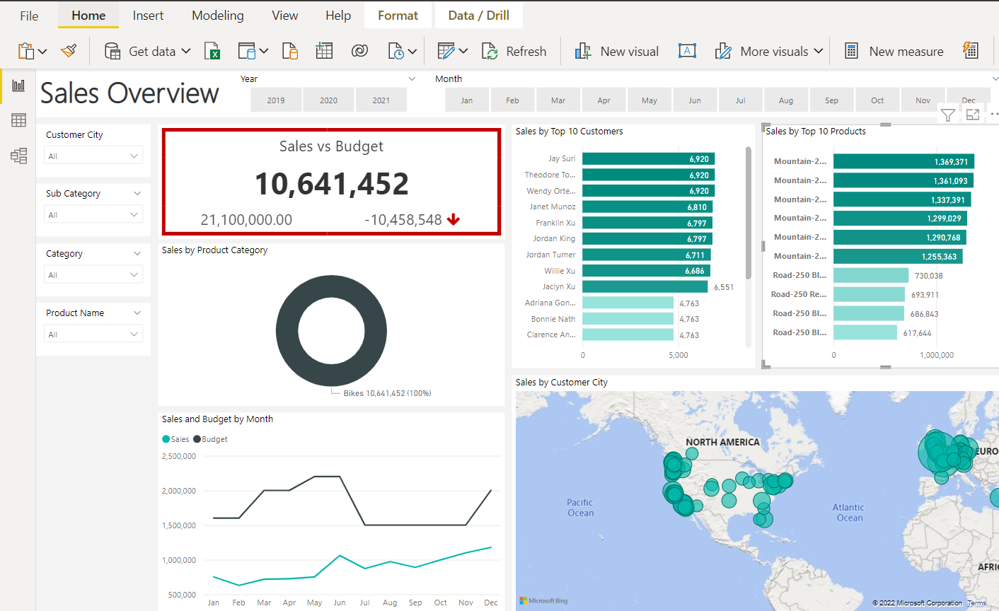 File Home Insert Modeling View Help Format Data / Drill
Get data Refresh New visual A More visuals New measure
Sales Overview
Year
2019 2020 2021
Month
Jan Feb Mar Apr May Jun Jul Aug Sep Oct Nov Dec
Customer City
All
Sub Category
All
Category
All
Product Name
All
Sales vs Budget
10,641,452
21,100,000.00 -10,458,548
Sales by Product Category
Bikes 10,641,452 (100%)
Sales and Budget by Month
Sales Budget
2,500,000
2,000,000
1,500,000
1,000,000
500,000
Jan Feb Mar Apr May Jun Jul Aug Sep Oct Nov Dec
Sales by Top 10 Customers
Jay Suri 6,920
Theodore To... 6,920
Wendy Orte... 6,920
Janet Munoz 6,810
Franklin Xu 6,797
Jordan King 6,797
Jordan Turner 6,711
Willie Xu 6,686
Jaclyn Xu 6,551
Adriana Gon... 4,763
Bonnie Nath 4,763
Clarence An... 4,763
0 5,000
Sales by Top 10 Products
Mountain-2... 1,369,371
Mountain-2... 1,361,093
Mountain-2... 1,337,391
Mountain-2... 1,299,029
Mountain-2... 1,290,768
Mountain-2... 1,255,363
Road-250 Bl... 730,038
Road-250 Re... 693,911
Road-250 Bl... 686,843
Road-250 Bl... 617,644
0 1,000,000
Sales by Customer City
NORTH AMERICA
EURO
Pacific
Ocean
Atlantic
Ocean
AFRI
Microsoft Bing
© 2022 Microsoft Corporation Terms